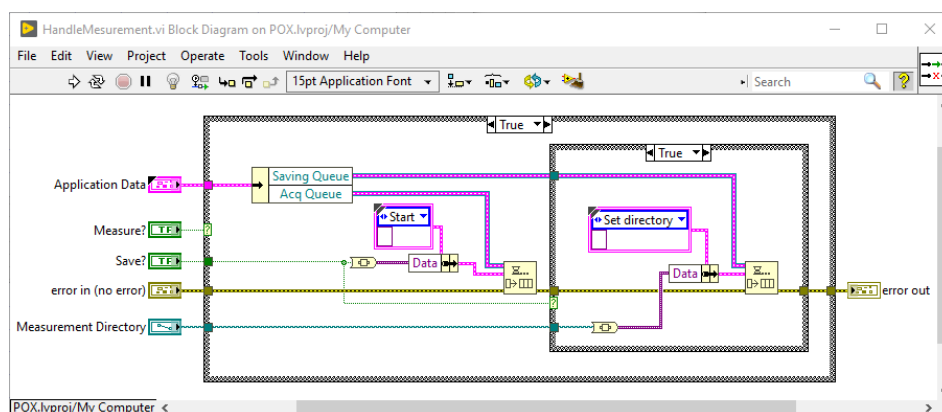 HandleMesurement.vi Block Diagram on POX.lvproj/My Computer
File Edit View Project Operate Tools Window Help
15pt Application Font
Search
?
True
True
Application Data
Saving Queue
Acq Queue
Start
Set directory
Measure?
TF
?
Save?
TF
Data
Data
error in (no error)
error out
?
Measurement Directory
POX.lvproj/My Computer